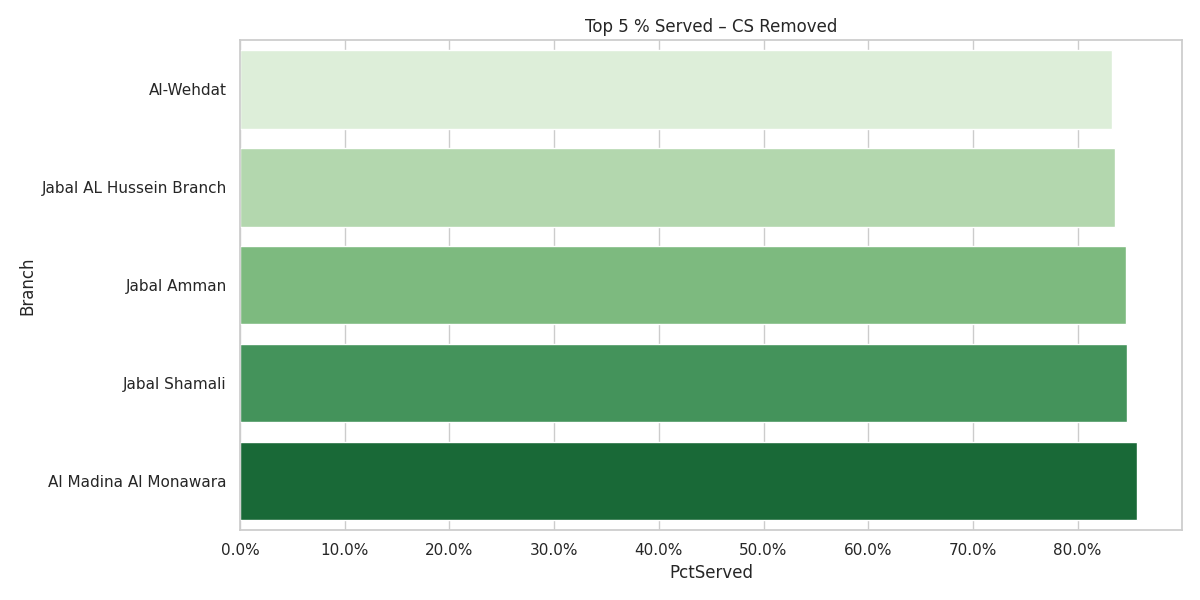 Top 5 % Served – CS Removed
Al-Wehdat
Jabal AL Hussein Branch
Jabal Amman
Jabal Shamali
Al Madina Al Monawara
Branch
0.0% 10.0% 20.0% 30.0% 40.0% 50.0% 60.0% 70.0% 80.0%
PctServed